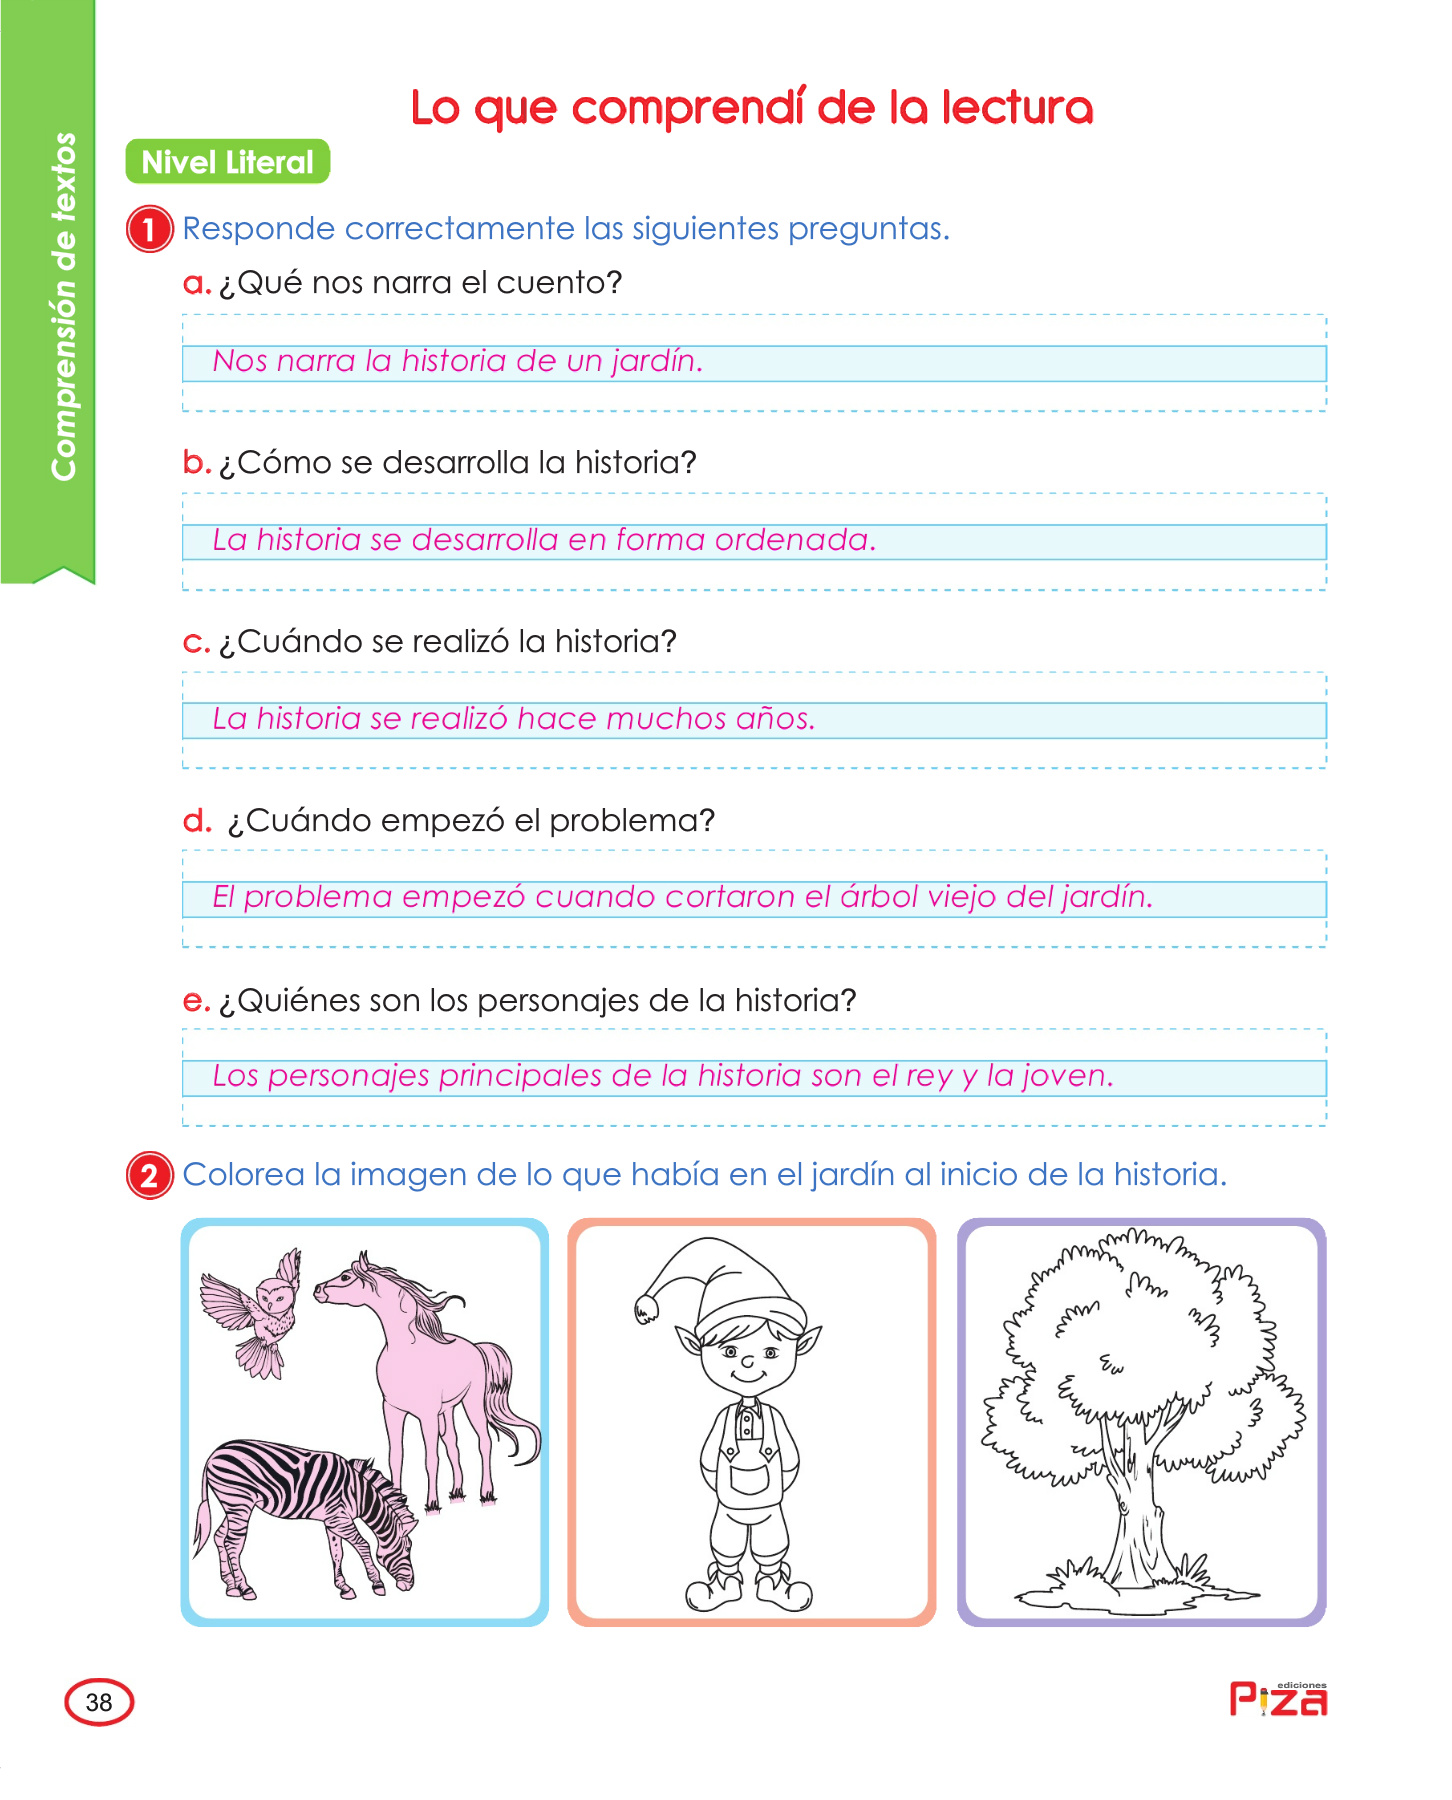 Comprensión de textos
Lo que comprendí de la lectura
Nivel Literal
1 Responde correctamente las siguientes preguntas.
a. ¿Qué nos narra el cuento?
Nos narra la historia de un jardín.
b. ¿Cómo se desarrolla la historia?
La historia se desarrolla en forma ordenada.
c. ¿Cuándo se realizó la historia?
La historia se realizó hace muchos años.
d. ¿Cuándo empezó el problema?
El problema empezó cuando cortaron el árbol viejo del jardín.
e. ¿Quiénes son los personajes de la historia?
Los personajes principales de la historia son el rey y la joven.
2 Colorea la imagen de lo que había en el jardín al inicio de la historia.
38
ediciones
Piza